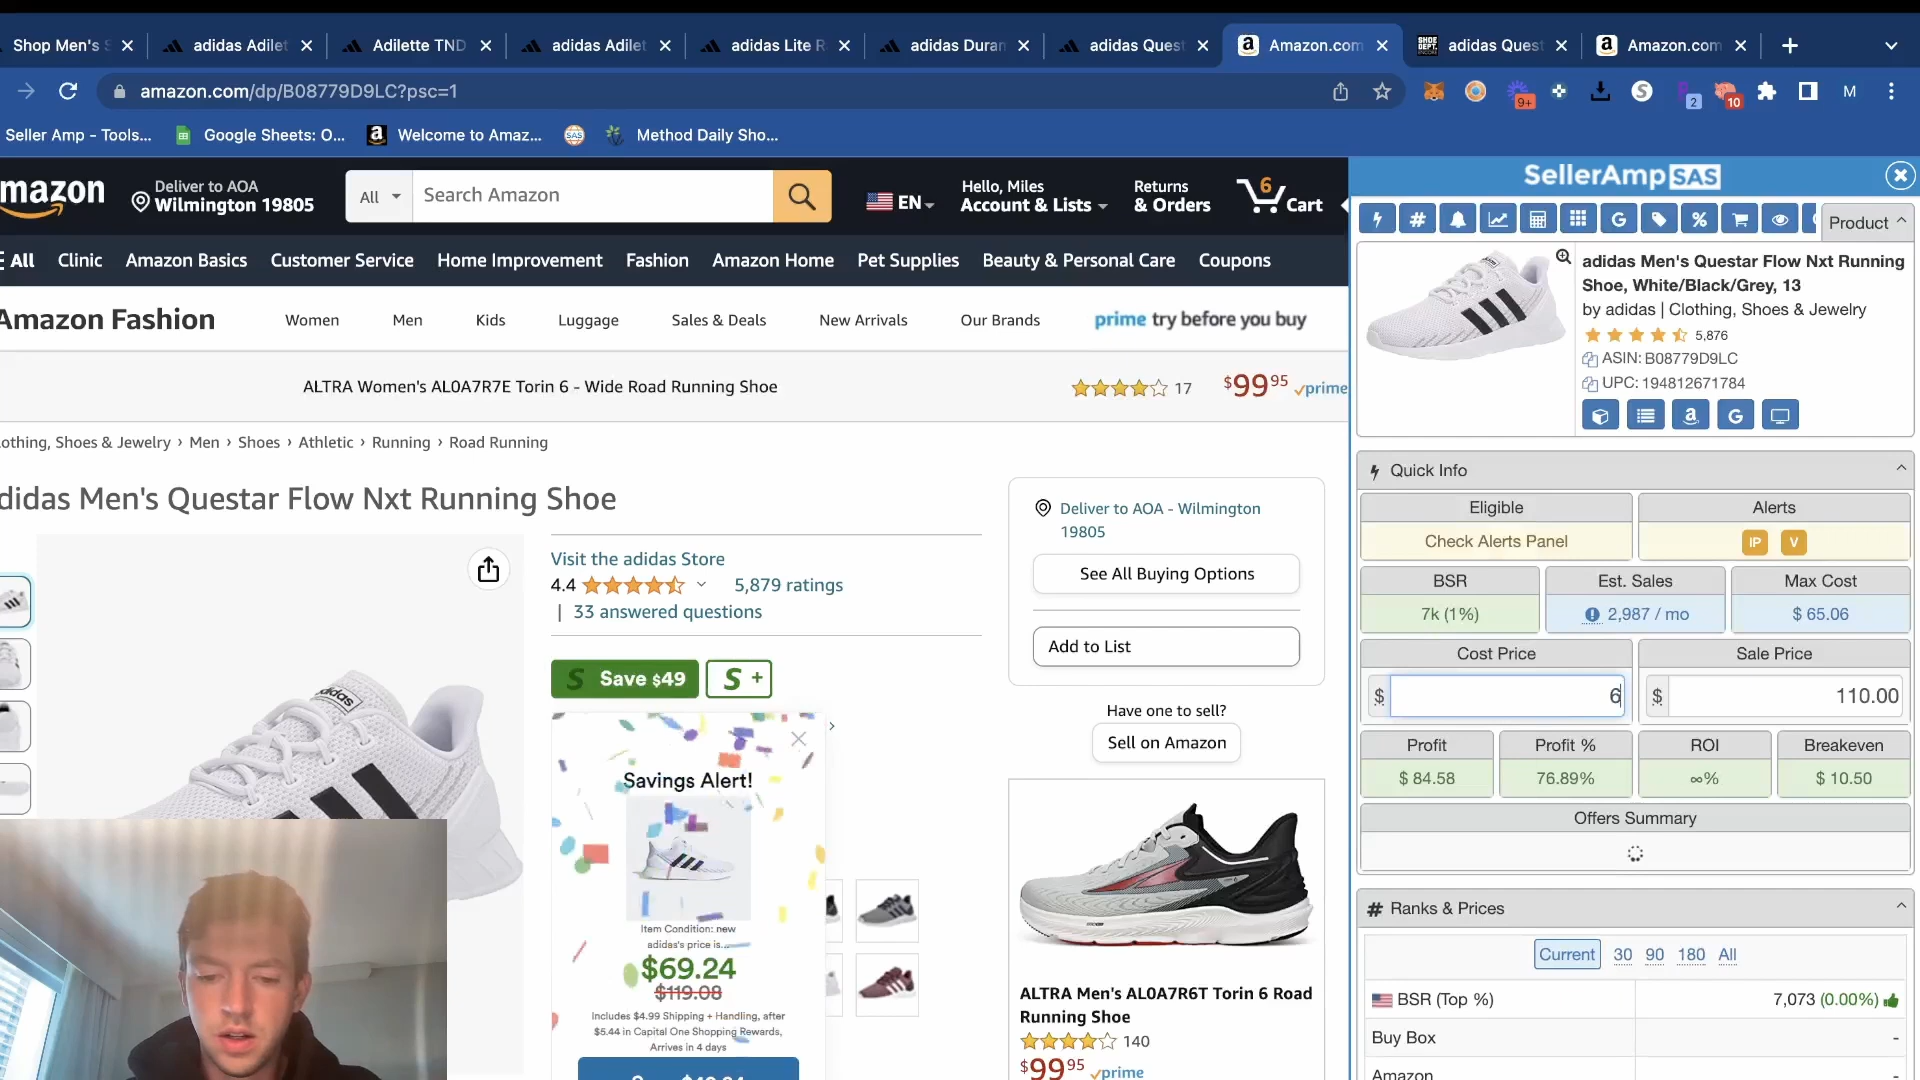 Shop Men's S
adidas Adilet
Adilette TND
adidas Adilet
adidas Lite R
adidas Duran
adidas Quest
Amazon.com
SHOE DEPT. ENCORE
adidas Quest
Amazon.com
amazon.com/dp/B08779D9LC?psc=1
9+
2
10
M
Seller Amp - Tools...
Google Sheets: O...
Welcome to Amaz...
SAS
Method Daily Sho...
mazon
Deliver to AOA
Wilmington 19805
All
Search Amazon
EN
Hello, Miles
Account & Lists
Returns
& Orders
6
Cart
All
Clinic
Amazon Basics
Customer Service
Home Improvement
Fashion
Amazon Home
Pet Supplies
Beauty & Personal Care
Coupons
Amazon Fashion
Women
Men
Kids
Luggage
Sales & Deals
New Arrivals
Our Brands
prime try before you buy
ALTRA Women's AL0A7R7E Torin 6 - Wide Road Running Shoe
17
$99 95
prime
lothing, Shoes & Jewelry › Men › Shoes › Athletic › Running › Road Running
didas Men's Questar Flow Nxt Running Shoe
Visit the adidas Store
4.4
5,879 ratings
| 33 answered questions
S Save $49
S +
Savings Alert!
Item Condition: new
adidas's price is...
$69.24
$119.08
Includes $4.99 Shipping + Handling, after
$5.44 in Capital One Shopping Rewards,
Arrives in 4 days
adidas
Deliver to AOA - Wilmington
19805
See All Buying Options
Add to List
Have one to sell?
Sell on Amazon
ALTRA Men's AL0A7R6T Torin 6 Road
Running Shoe
140
$99 95
prime
SellerAmp SAS
Product
adidas Men's Questar Flow Nxt Running
Shoe, White/Black/Grey, 13
by adidas | Clothing, Shoes & Jewelry
5,876
ASIN: B08779D9LC
UPC: 194812671784
Quick Info
Eligible
Alerts
Check Alerts Panel
IP
V
BSR
Est. Sales
Max Cost
7k (1%)
2,987 / mo
$ 65.06
Cost Price
Sale Price
$
6
$
110.00
Profit
Profit %
ROI
Breakeven
$ 84.58
76.89%
∞%
$ 10.50
Offers Summary
# Ranks & Prices
Current
30
90
180
All
BSR (Top %)
7,073 (0.00%)
Buy Box
-
Amazon
-